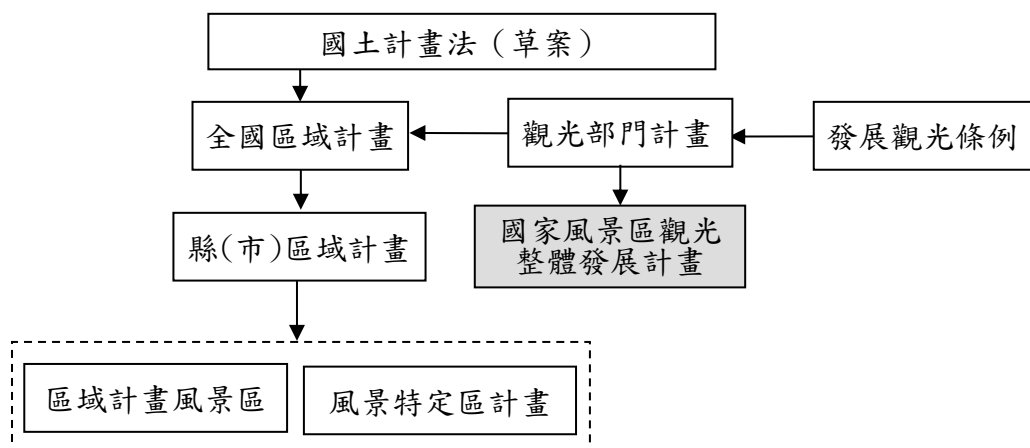 國土計畫法（草案）
全國區域計畫
觀光部門計畫
發展觀光條例
縣(市)區域計畫
國家風景區觀光
整體發展計畫
區域計畫風景區
風景特定區計畫